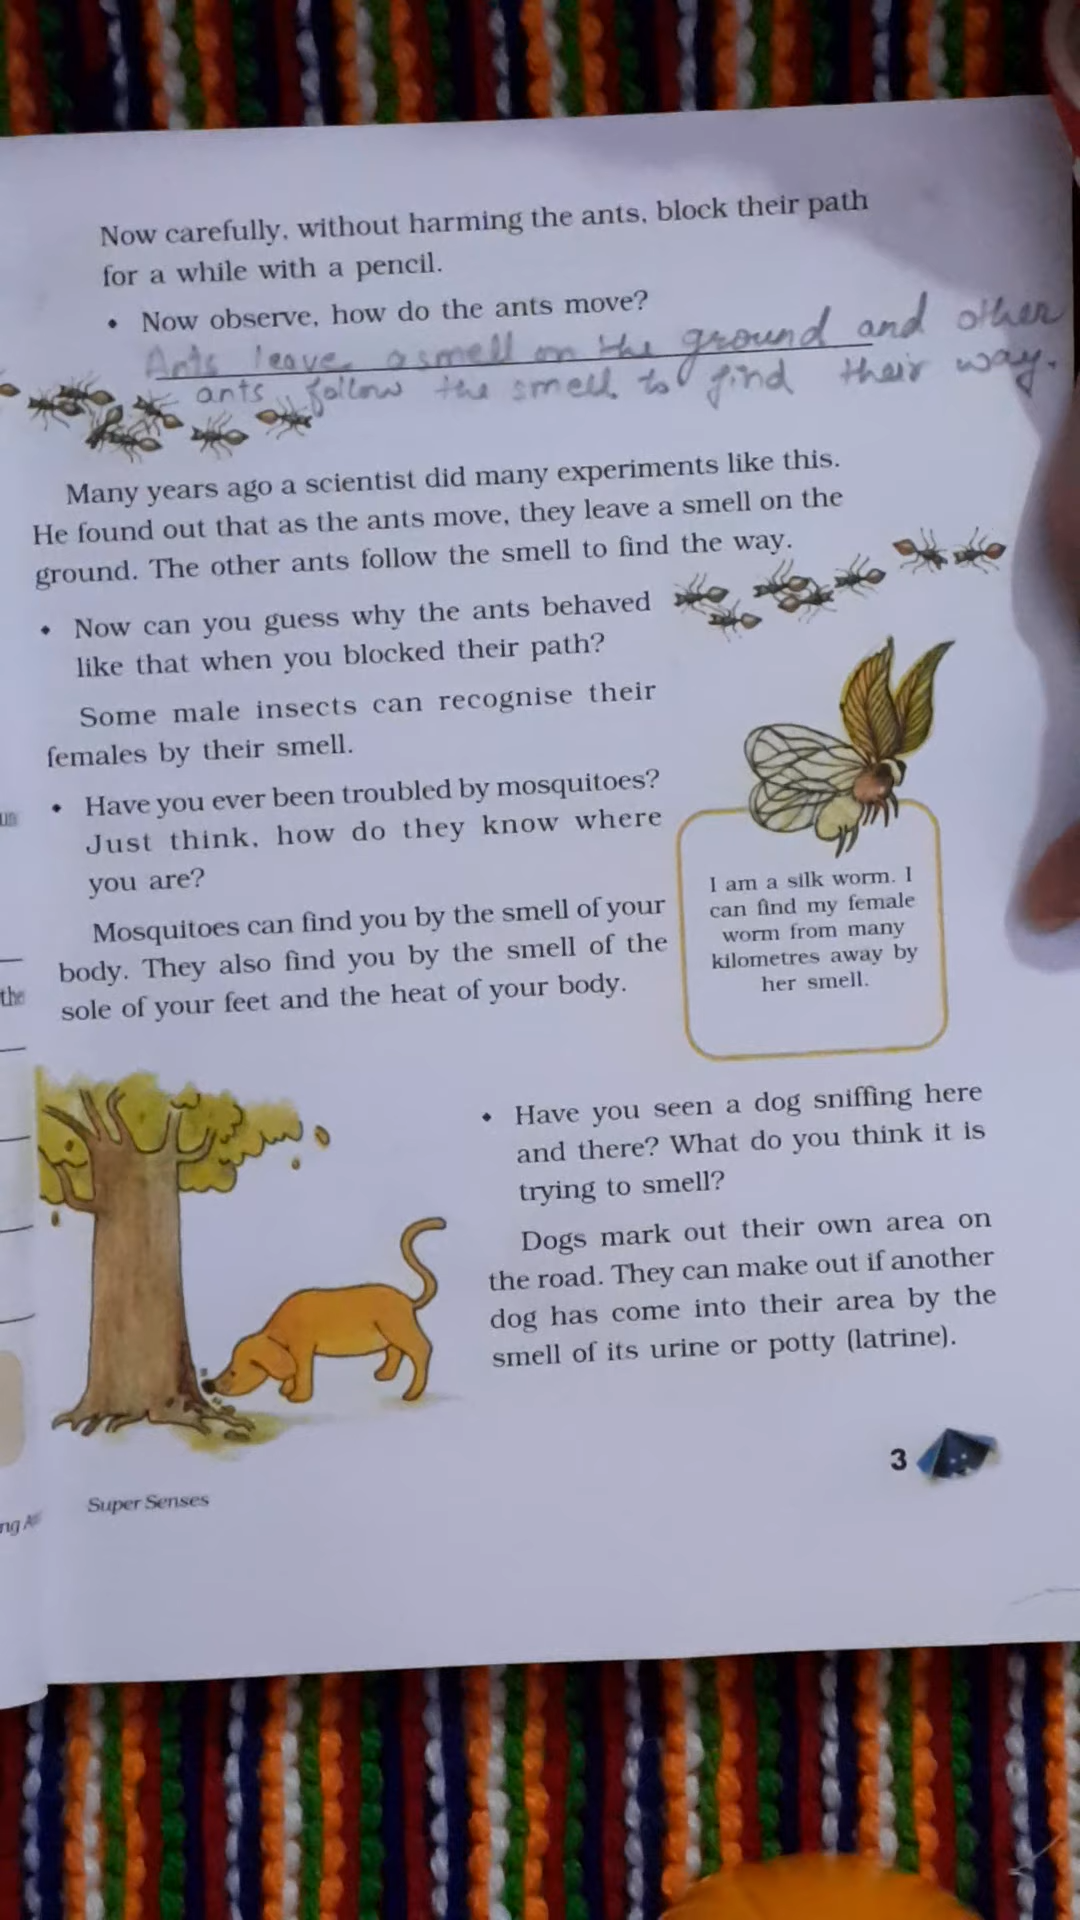 Now carefully, without harming the ants, block their path
for a while with a pencil.
• Now observe, how do the ants move?
Ants leave a smell on the ground and other
ants follow the smell to find their way.
Many years ago a scientist did many experiments like this.
He found out that as the ants move, they leave a smell on the
ground. The other ants follow the smell to find the way.
• Now can you guess why the ants behaved
like that when you blocked their path?
Some male insects can recognise their
females by their smell.
• Have you ever been troubled by mosquitoes?
Just think, how do they know where
you are?
Mosquitoes can find you by the smell of your
body. They also find you by the smell of the
sole of your feet and the heat of your body.
I am a silk worm. I
can find my female
worm from many
kilometres away by
her smell.
• Have you seen a dog sniffing here
and there? What do you think it is
trying to smell?
Dogs mark out their own area on
the road. They can make out if another
dog has come into their area by the
smell of its urine or potty (latrine).
3
Super Senses
the